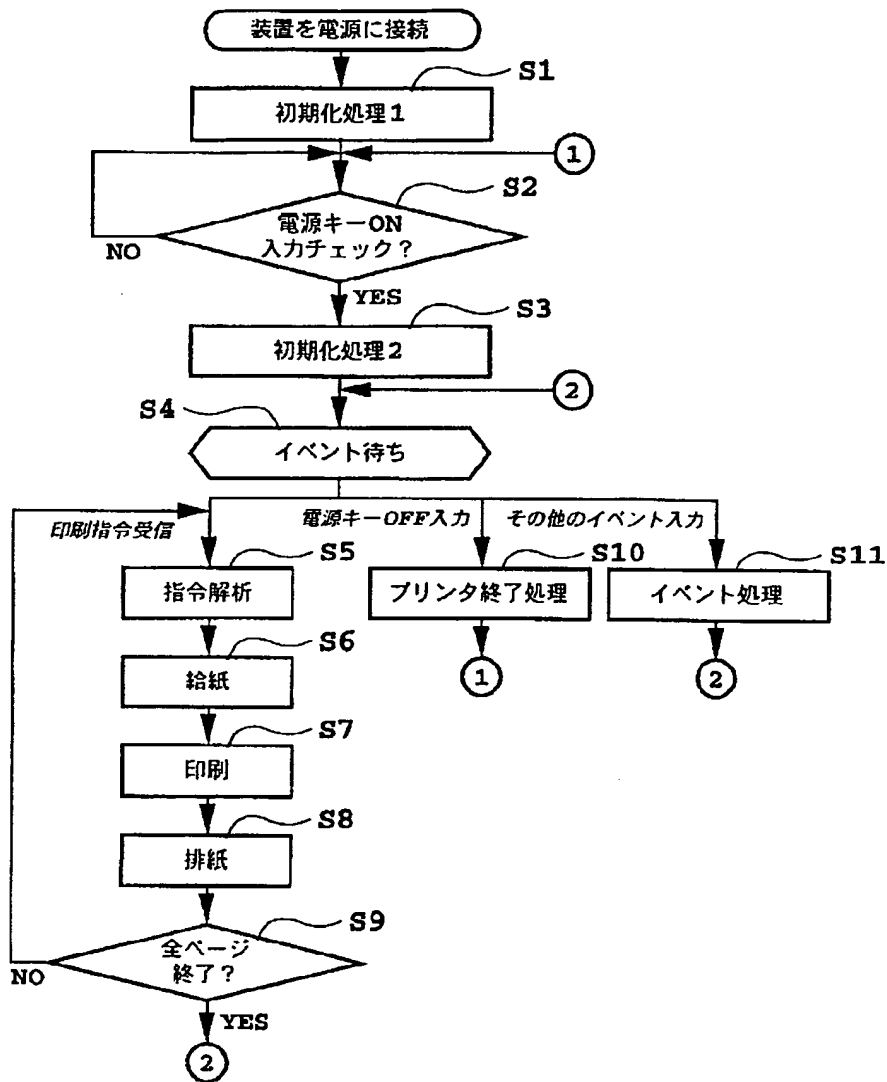 装置を電源に接続
S1
初期化処理1
1
S2
電源キーON
入力チェック?
NO
YES
S3
初期化処理2
2
S4
イベント待ち
印刷指令受信
電源キーOFF入力
その他のイベント入力
S5
指令解析
S10
プリンタ終了処理
S11
イベント処理
S6
給紙
1
2
S7
印刷
S8
排紙
S9
全ページ
終了?
NO
YES
2